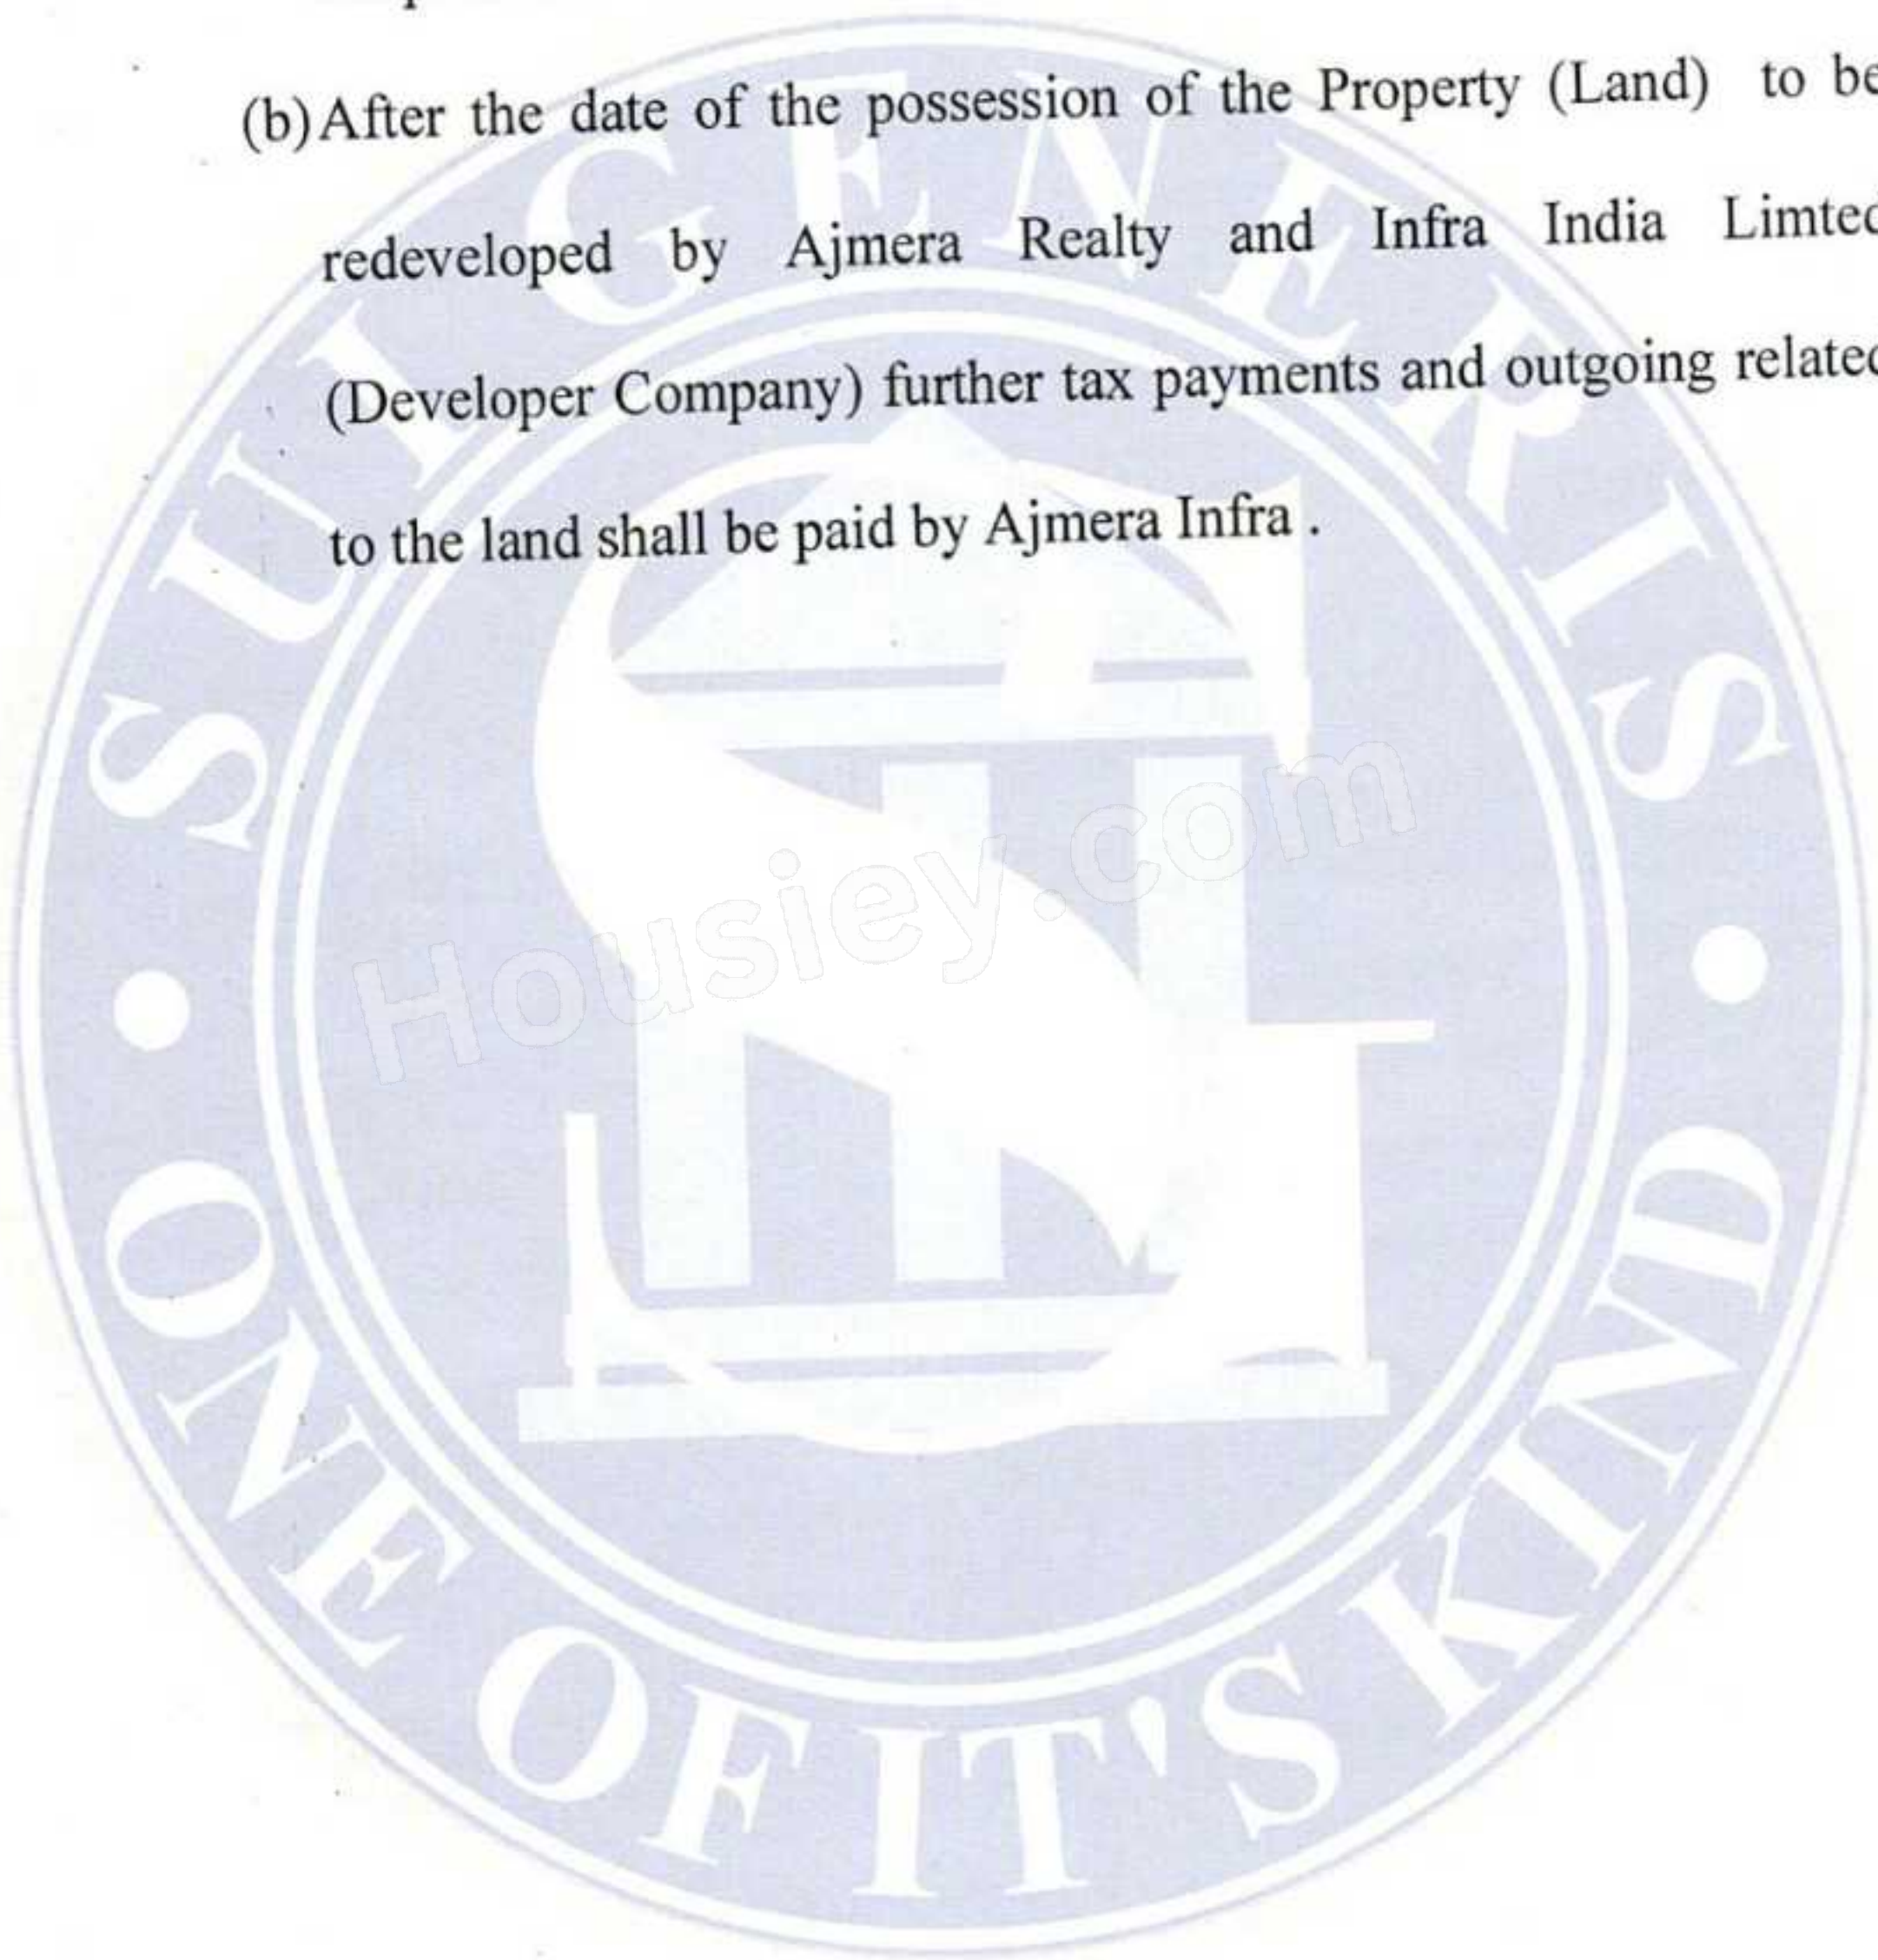 (b) After the date of the possession of the Property (Land) to be
redeveloped by Ajmera Realty and Infra India Limted
(Developer Company) further tax payments and outgoing related
to the land shall be paid by Ajmera Infra .
SUI GENERIS
Housiey.com
ONE OF IT'S KIND